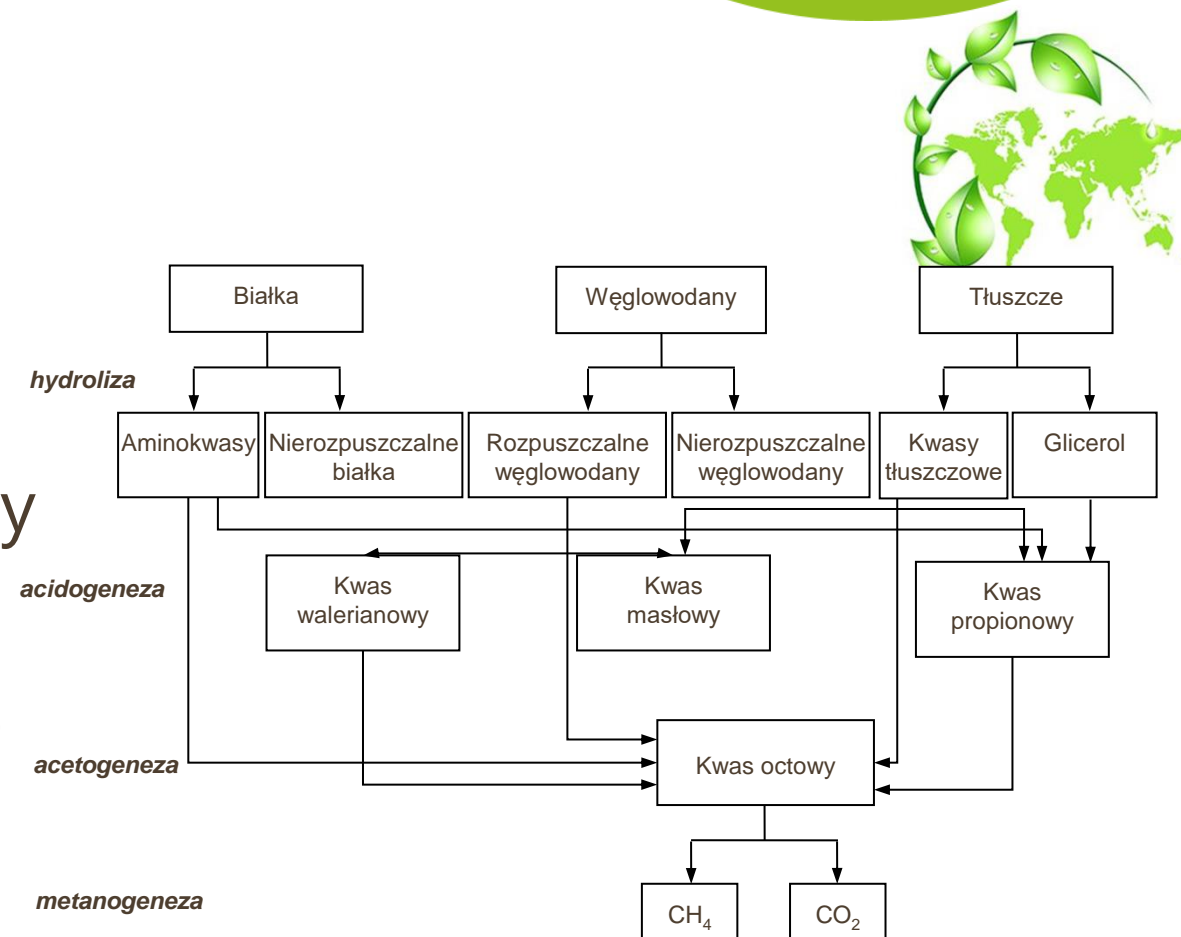 Białka
Węglowodany
Tłuszcze
hydroliza
Aminokwasy
Nierozpuszczalne
białka
Rozpuszczalne
węglowodany
Nierozpuszczalne
węglowodany
Kwasy
tłuszczowe
Glicerol
y
acidogeneza
Kwas
walerianowy
Kwas
masłowy
Kwas
propionowy
acetogeneza
Kwas octowy
metanogeneza
CH₄
CO₂